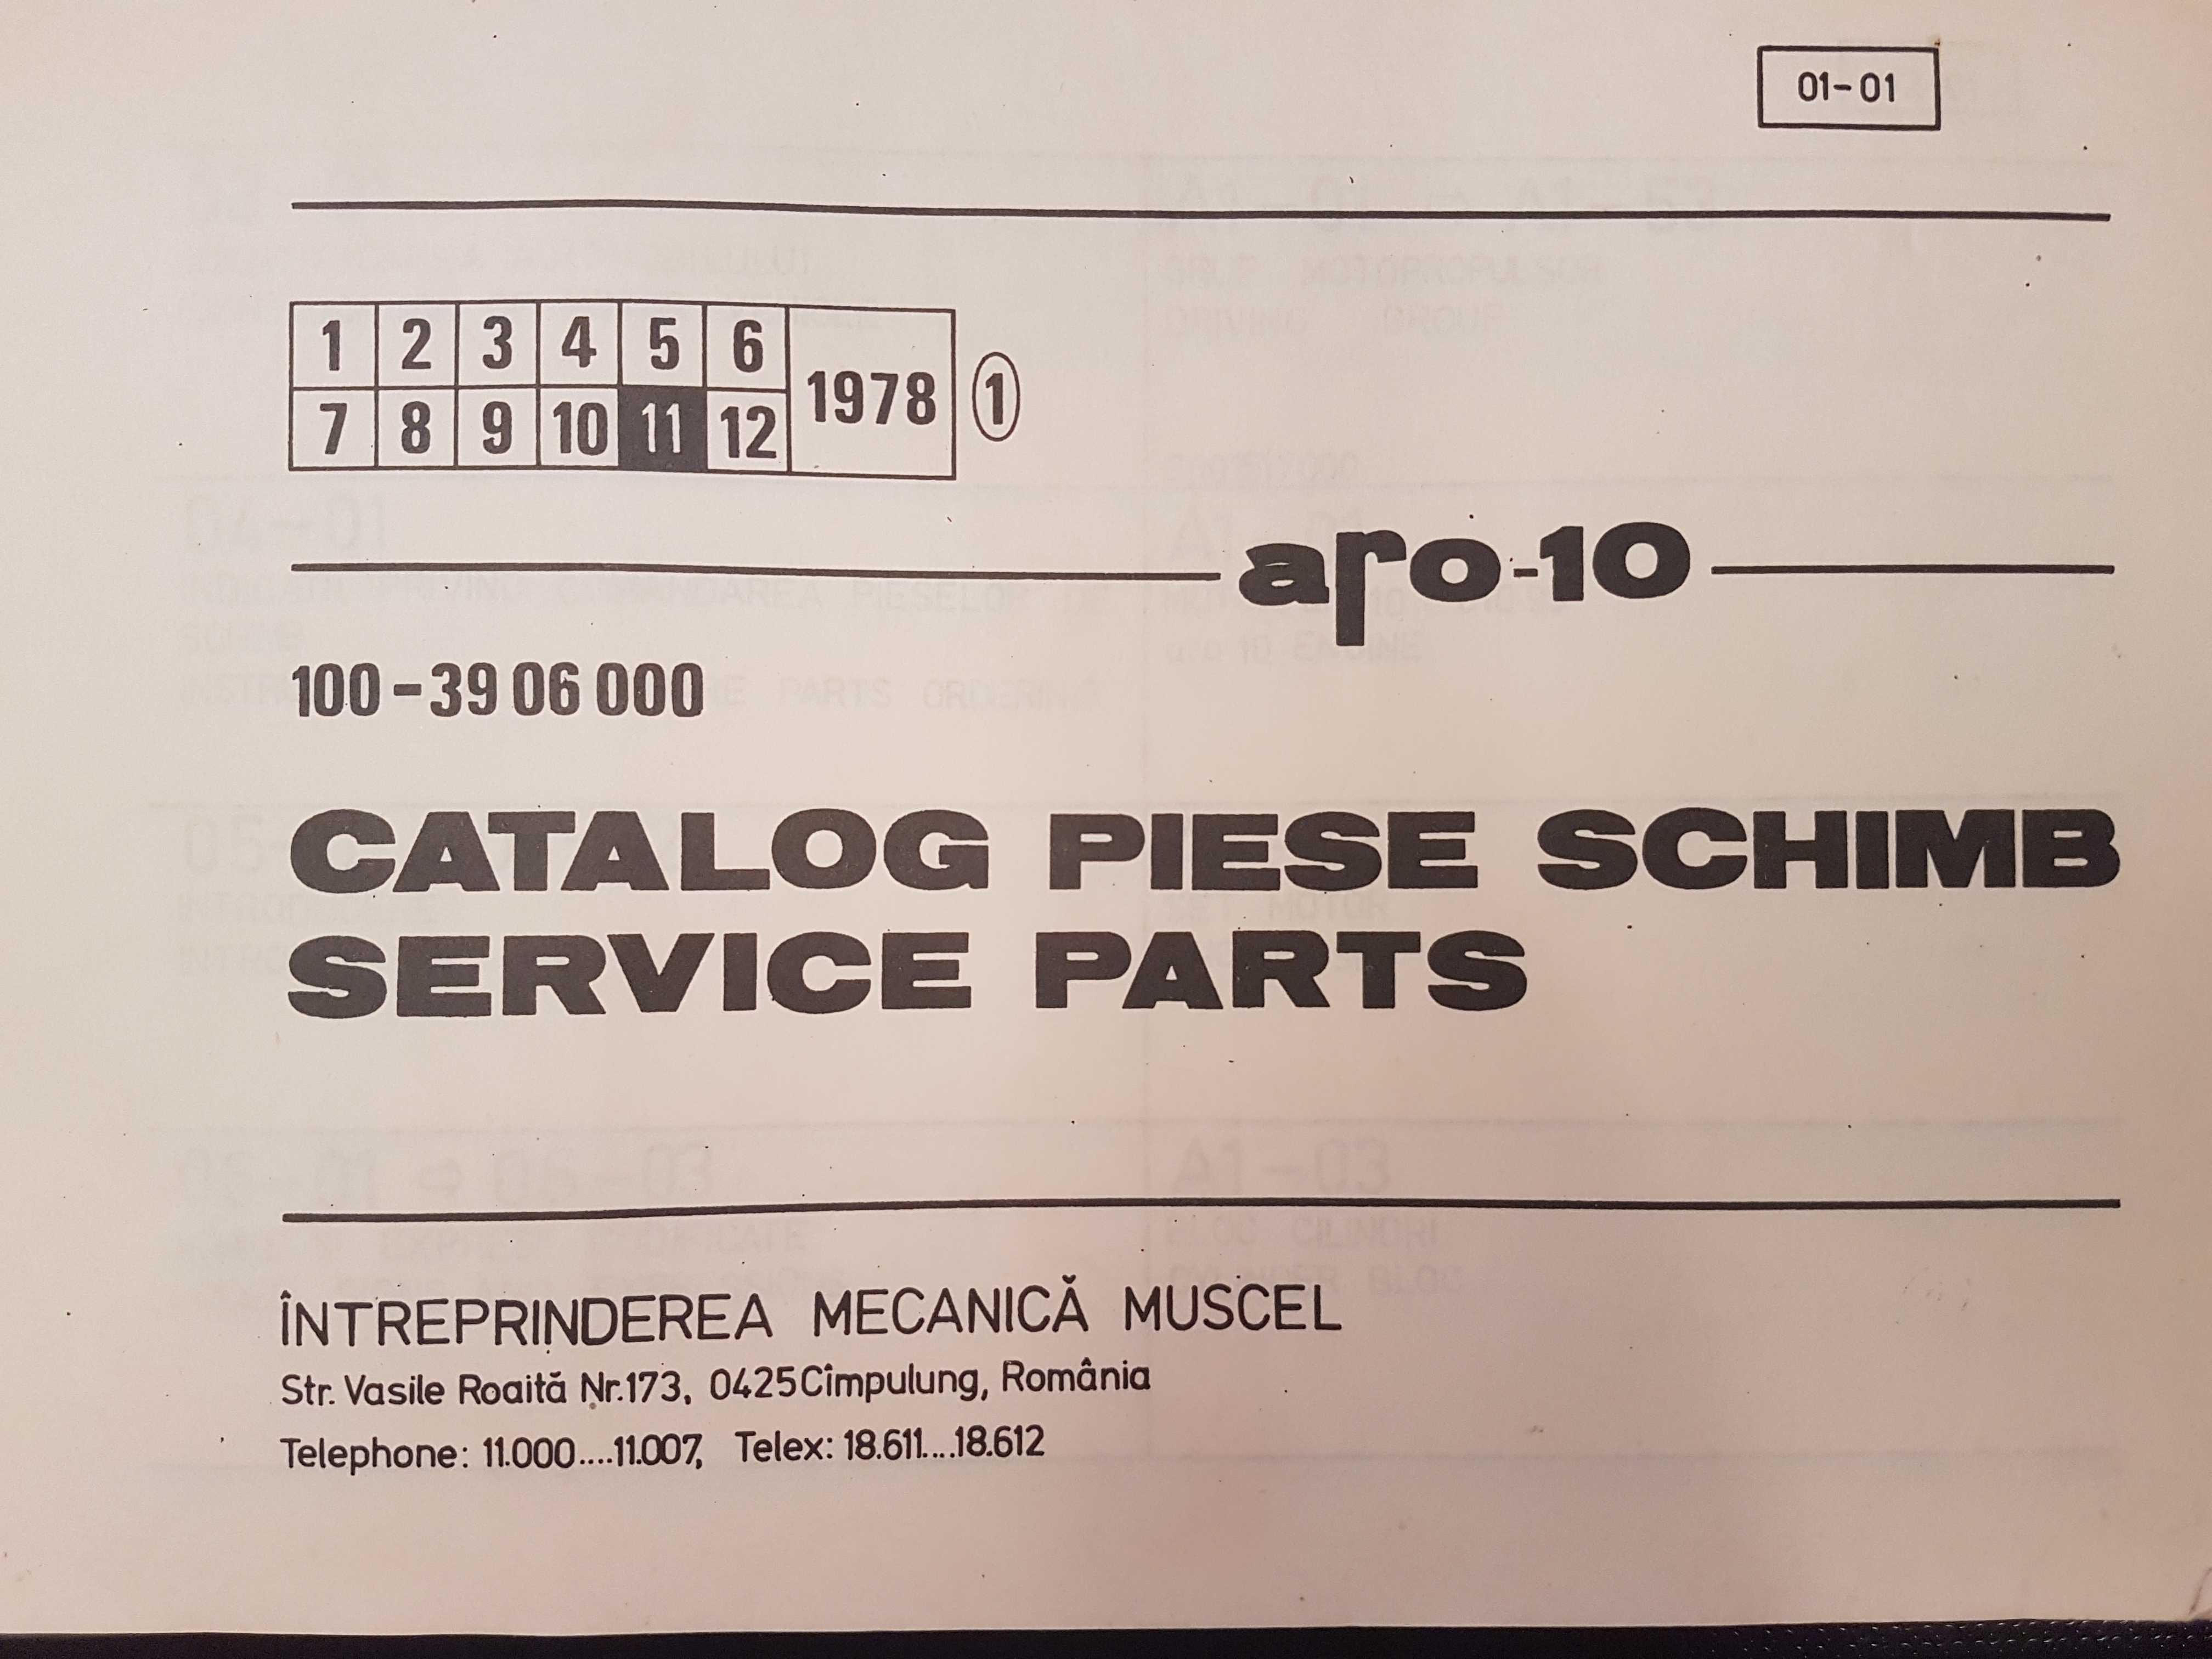 01-01
1 2 3 4 5 6
7 8 9 10 11 12
1978 1
aro-10
100-39 06 000
CATALOG PIESE SCHIMB
SERVICE PARTS
ÎNTREPRINDEREA MECANICĂ MUSCEL
Str. Vasile Roaită Nr.173, 0425 Cîmpulung, România
Telephone: 11.000....11.007, Telex: 18.611....18.612